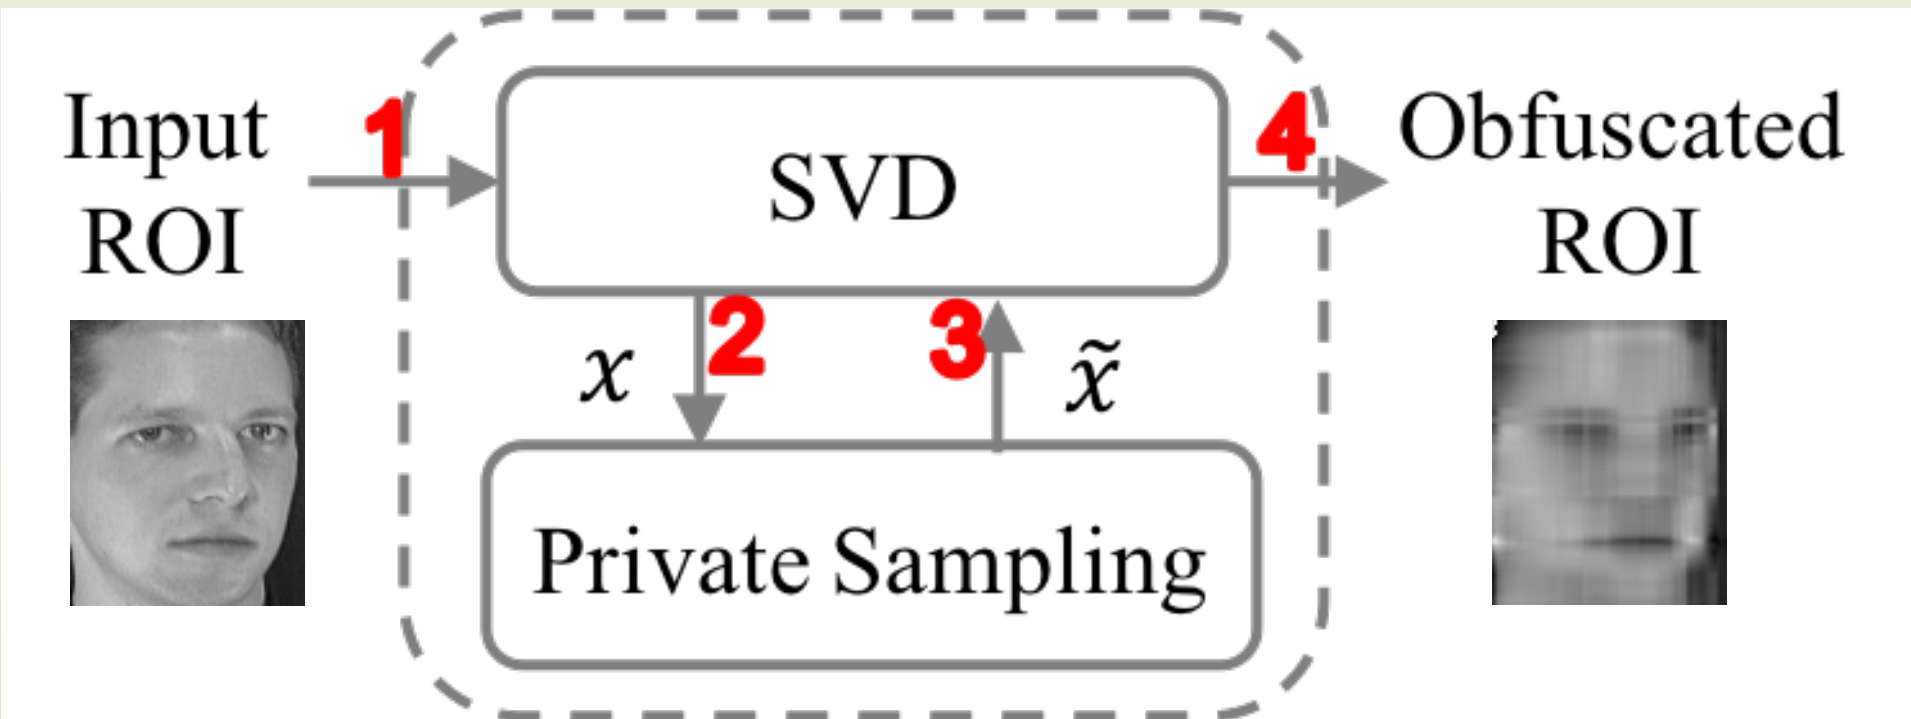 Input
ROI
1
SVD
4
Obfuscated
ROI
x
2
3
x̃
Private Sampling